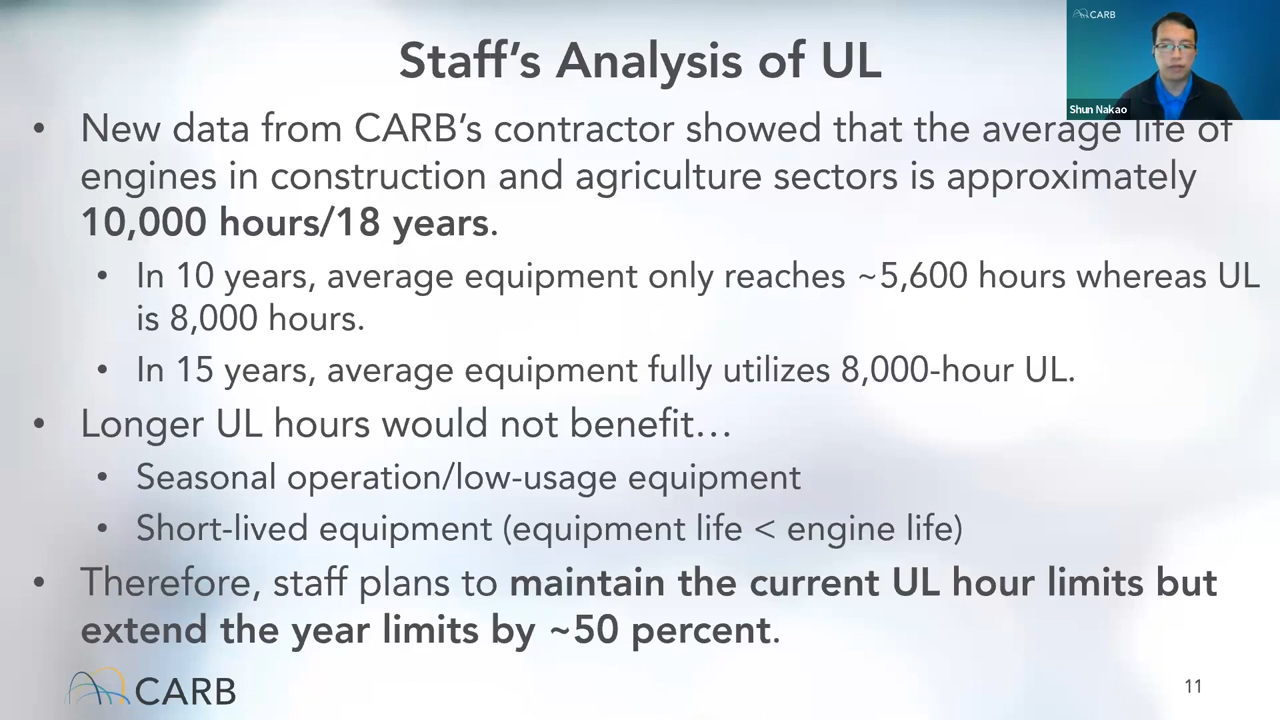 CARB
Shun Nakao
Staff's Analysis of UL
• New data from CARB's contractor showed that the average life of
engines in construction and agriculture sectors is approximately
10,000 hours/18 years.
• In 10 years, average equipment only reaches ~5,600 hours whereas UL
is 8,000 hours.
• In 15 years, average equipment fully utilizes 8,000-hour UL.
• Longer UL hours would not benefit…
• Seasonal operation/low-usage equipment
• Short-lived equipment (equipment life < engine life)
• Therefore, staff plans to maintain the current UL hour limits but
extend the year limits by ~50 percent.
CARB
11